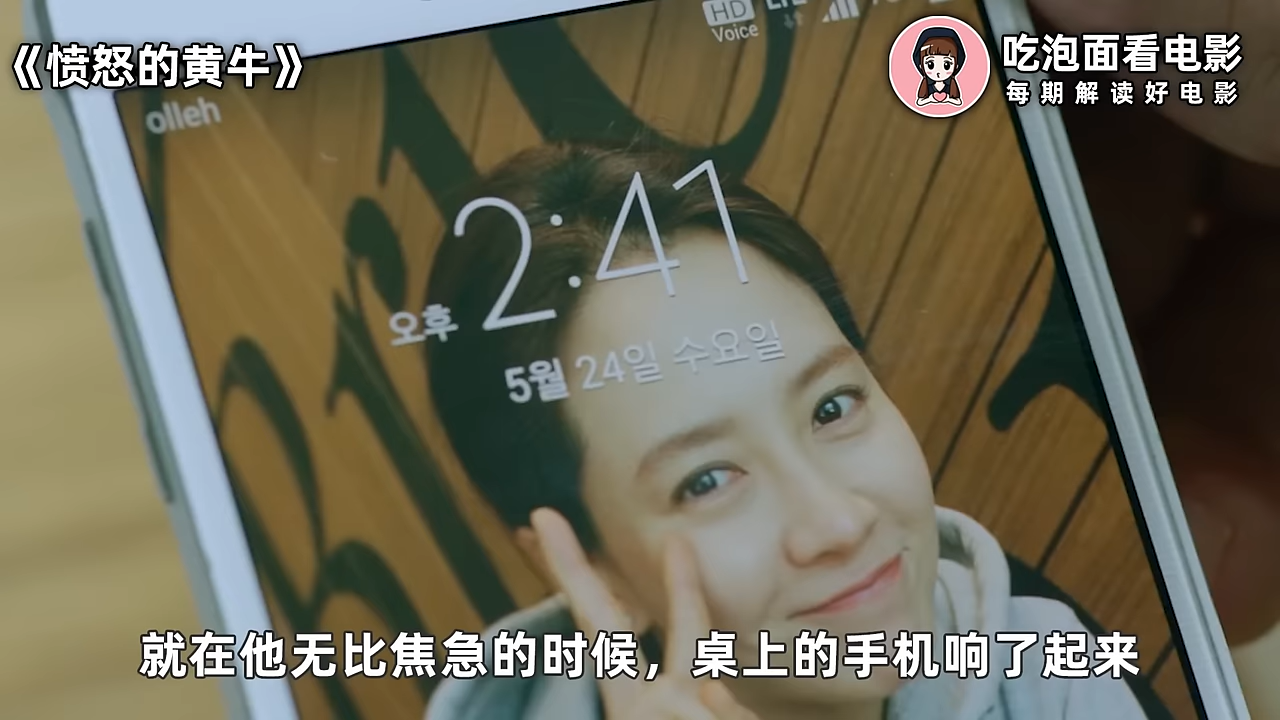 《愤怒的黄牛》
吃泡面看电影
每期解读好电影
HD
Voice
olleh
2:41
오후
5월 24일 수요일
就在他无比焦急的时候，桌上的手机响了起来